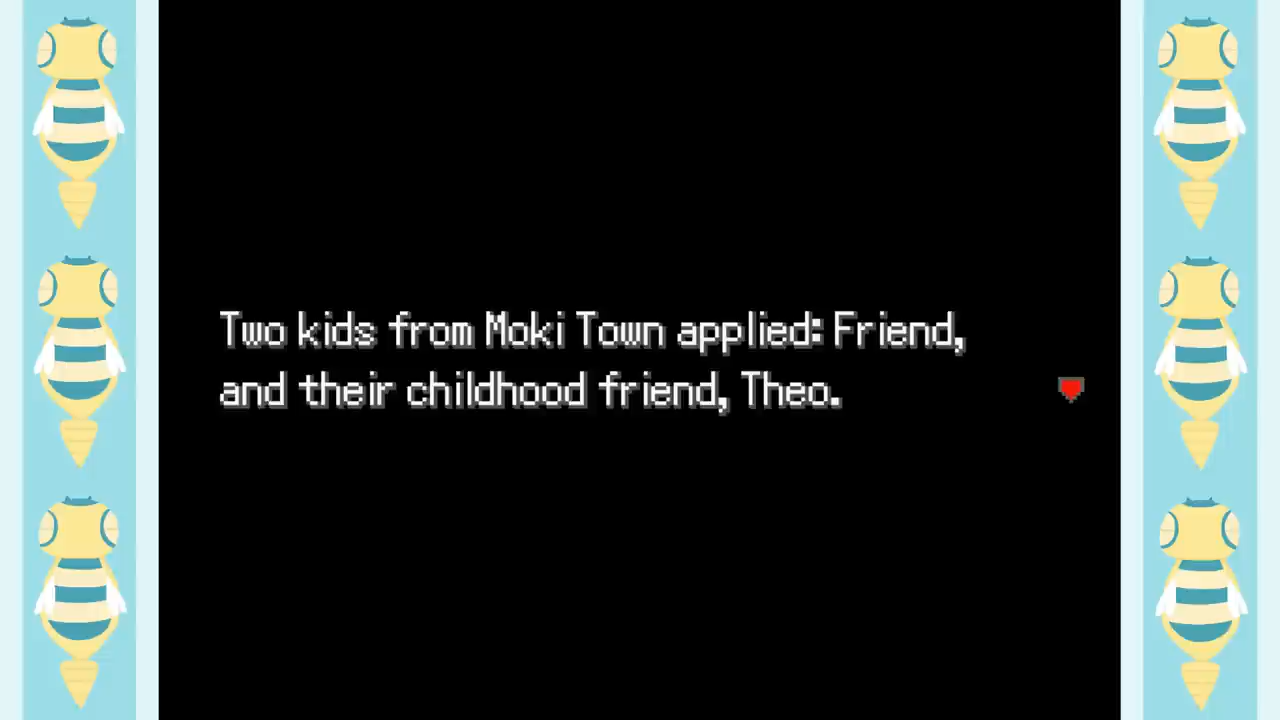 Two kids from Moki Town applied: Friend,
and their childhood friend, Theo.